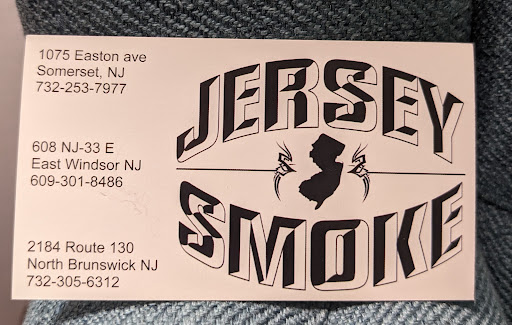 1075 Easton ave
Somerset, NJ
732-253-7977
608 NJ-33 E
East Windsor NJ
609-301-8486
2184 Route 130
North Brunswick NJ
732-305-6312
JERSEY
SMOKE